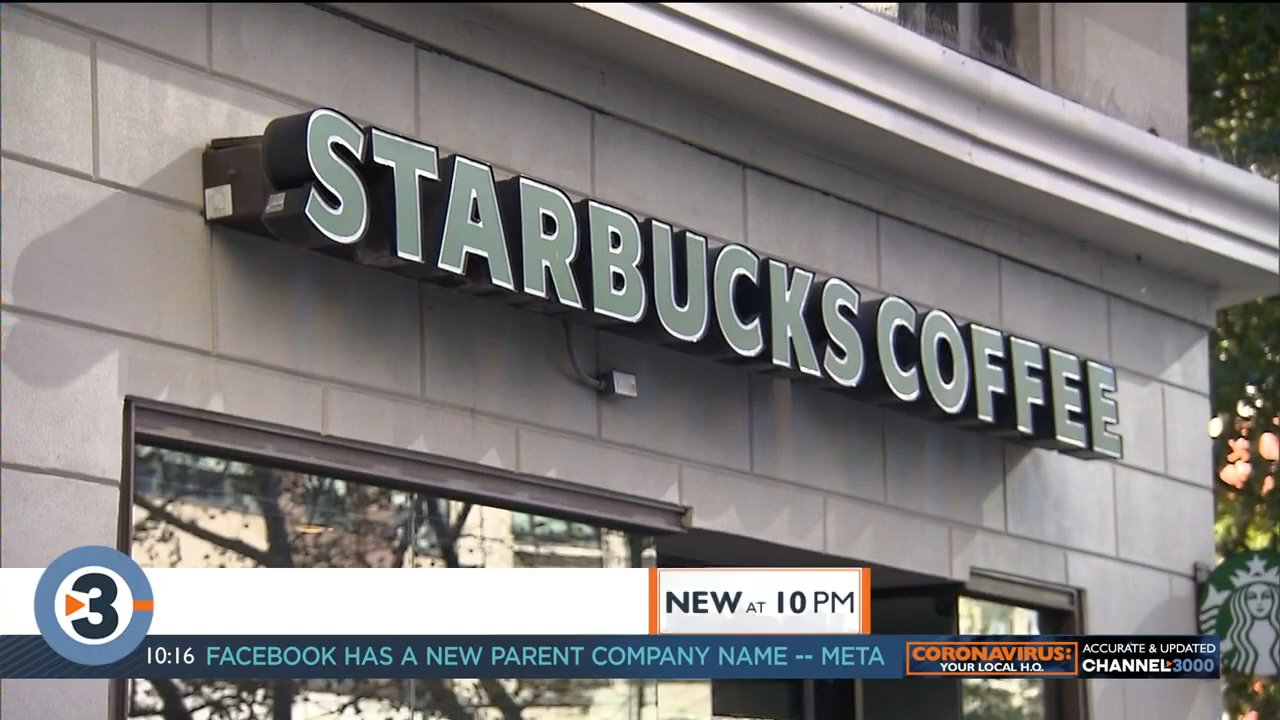 STARBUCKS COFFEE
3
NEW AT 10 PM
10:16 FACEBOOK HAS A NEW PARENT COMPANY NAME -- META
CORONAVIRUS:
YOUR LOCAL H.Q.
ACCURATE & UPDATED
CHANNEL3000